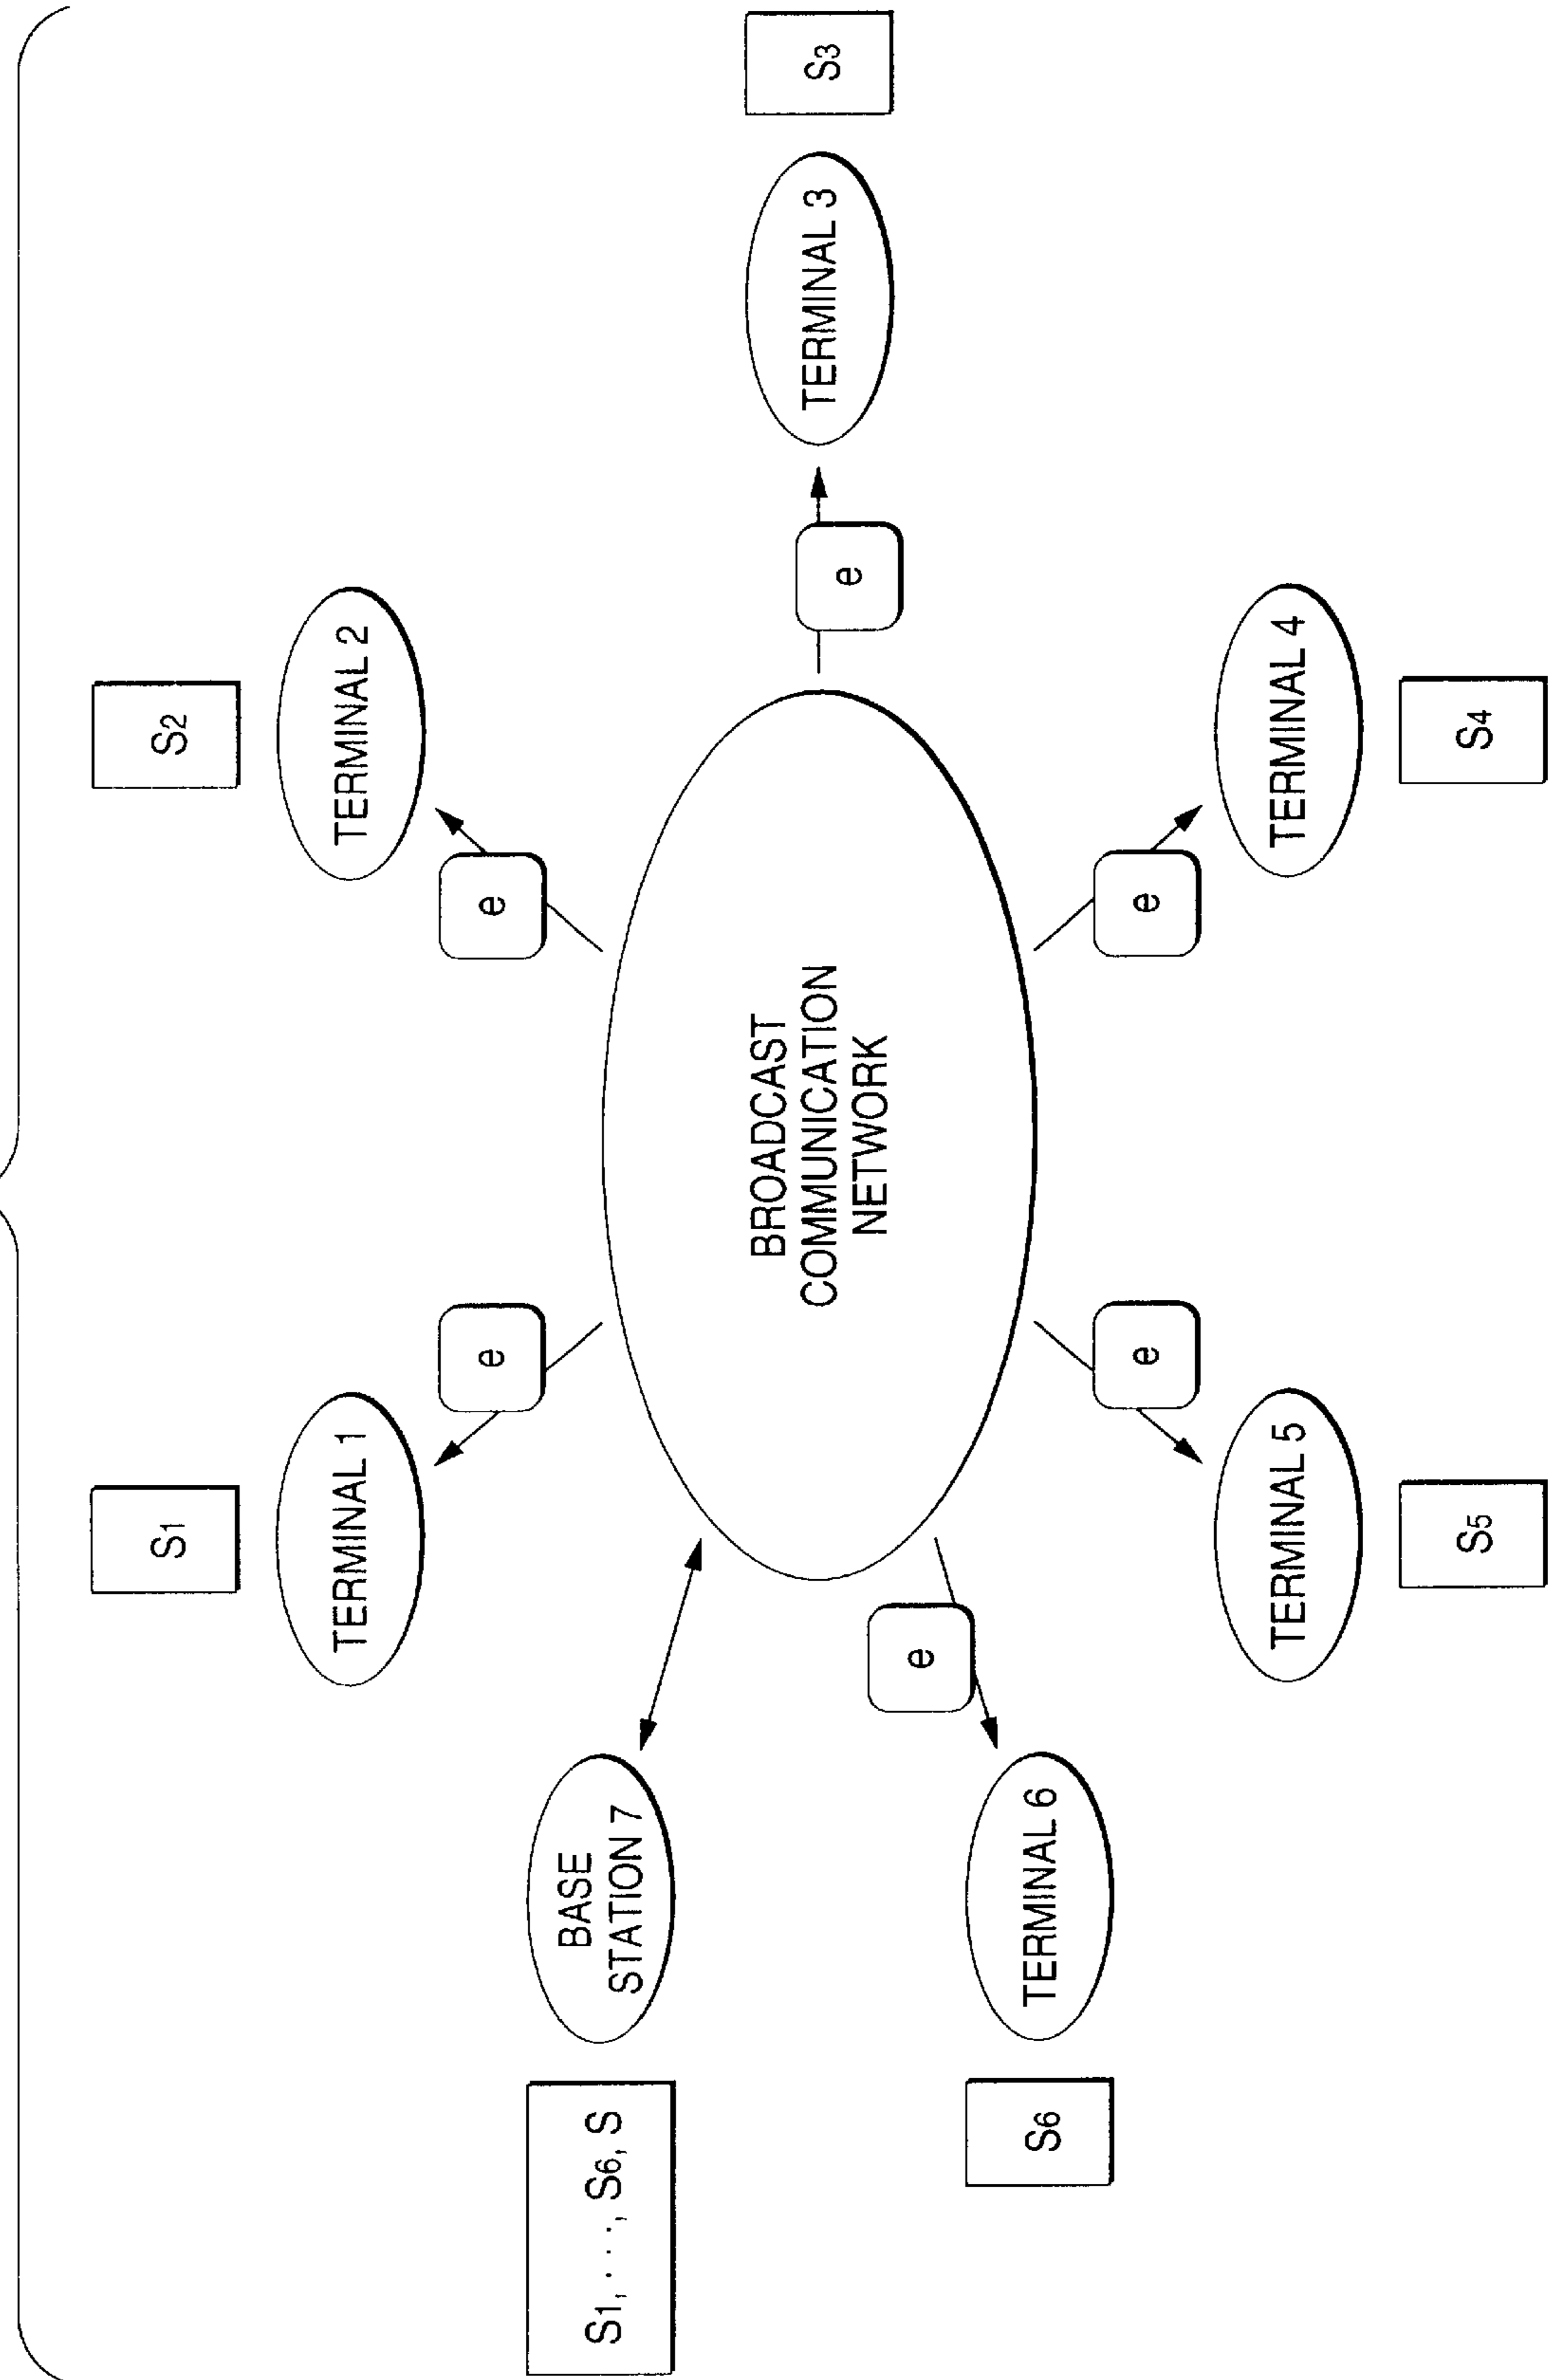 S1
S2
TERMINAL 1
TERMINAL 2
e
e
S1, · · ·, S6, S
BASE
STATION 7
BROADCAST
COMMUNICATION
NETWORK
e
TERMINAL 3
S3
e
S6
TERMINAL 6
e
e
TERMINAL 5
TERMINAL 4
S5
S4